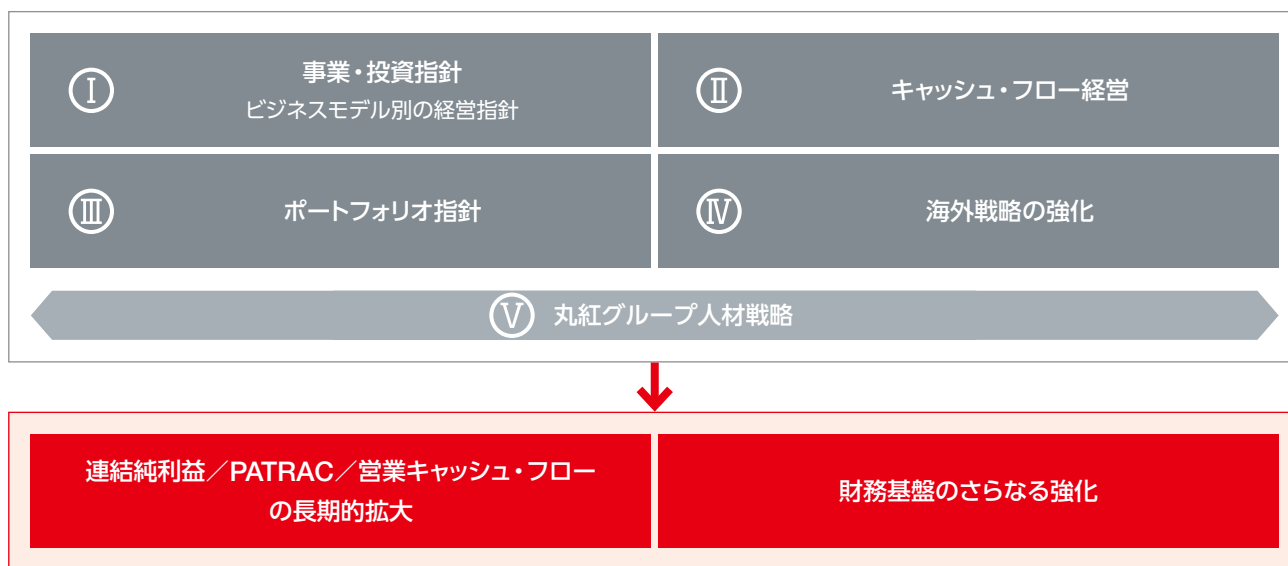 Ⅰ
事業・投資指針
ビジネスモデル別の経営指針
Ⅱ
キャッシュ・フロー経営
Ⅲ
ポートフォリオ指針
Ⅳ
海外戦略の強化
Ⅴ 丸紅グループ人材戦略
連結純利益/PATRAC/営業キャッシュ・フロー
の長期的拡大
財務基盤のさらなる強化